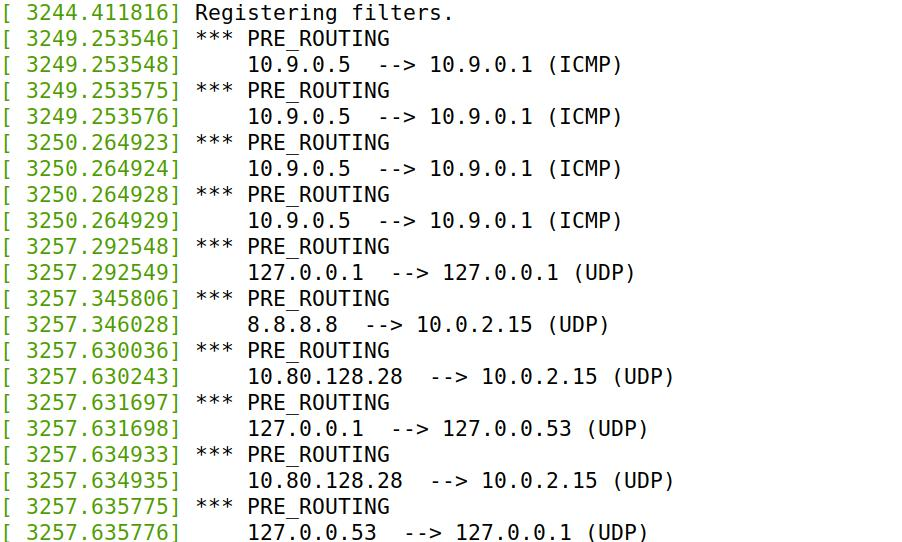 [ 3244.411816] Registering filters.
[ 3249.253546] *** PRE_ROUTING
[ 3249.253548]     10.9.0.5  --> 10.9.0.1 (ICMP)
[ 3249.253575] *** PRE_ROUTING
[ 3249.253576]     10.9.0.5  --> 10.9.0.1 (ICMP)
[ 3250.264923] *** PRE_ROUTING
[ 3250.264924]     10.9.0.5  --> 10.9.0.1 (ICMP)
[ 3250.264928] *** PRE_ROUTING
[ 3250.264929]     10.9.0.5  --> 10.9.0.1 (ICMP)
[ 3257.292548] *** PRE_ROUTING
[ 3257.292549]     127.0.0.1  --> 127.0.0.1 (UDP)
[ 3257.345806] *** PRE_ROUTING
[ 3257.346028]     8.8.8.8  --> 10.0.2.15 (UDP)
[ 3257.630036] *** PRE_ROUTING
[ 3257.630243]     10.80.128.28  --> 10.0.2.15 (UDP)
[ 3257.631697] *** PRE_ROUTING
[ 3257.631698]     127.0.0.1  --> 127.0.0.53 (UDP)
[ 3257.634933] *** PRE_ROUTING
[ 3257.634935]     10.80.128.28  --> 10.0.2.15 (UDP)
[ 3257.635775] *** PRE_ROUTING
[ 3257.635776]     127.0.0.53  --> 127.0.0.1 (UDP)